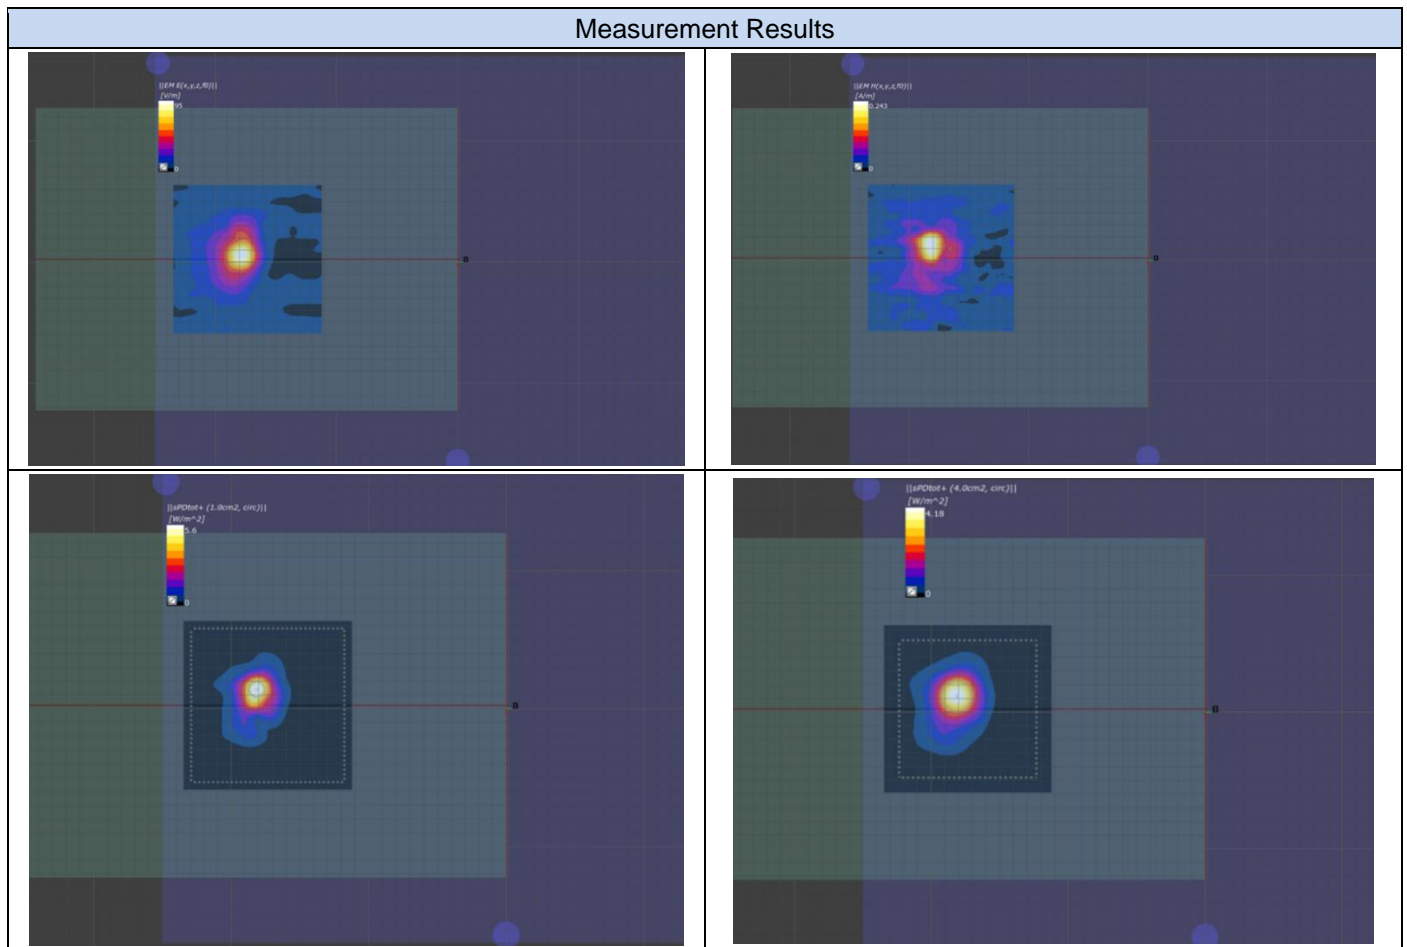 Measurement Results
||EM E(x,y,z,f0)||
[V/m]
95
0
B
||EM H(x,y,z,f0)||
[A/m]
0.243
0
B
||sPDtot+ (1.0cm2, circ)||
[W/m^2]
5.6
0
B
||sPDtot+ (4.0cm2, circ)||
[W/m^2]
4.18
0
B